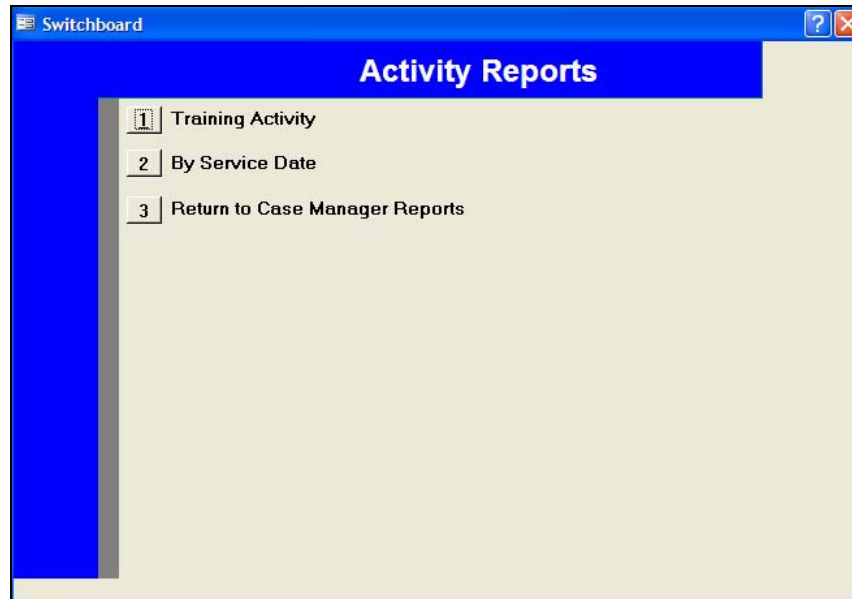 Switchboard
Activity Reports
1 Training Activity
2 By Service Date
3 Return to Case Manager Reports